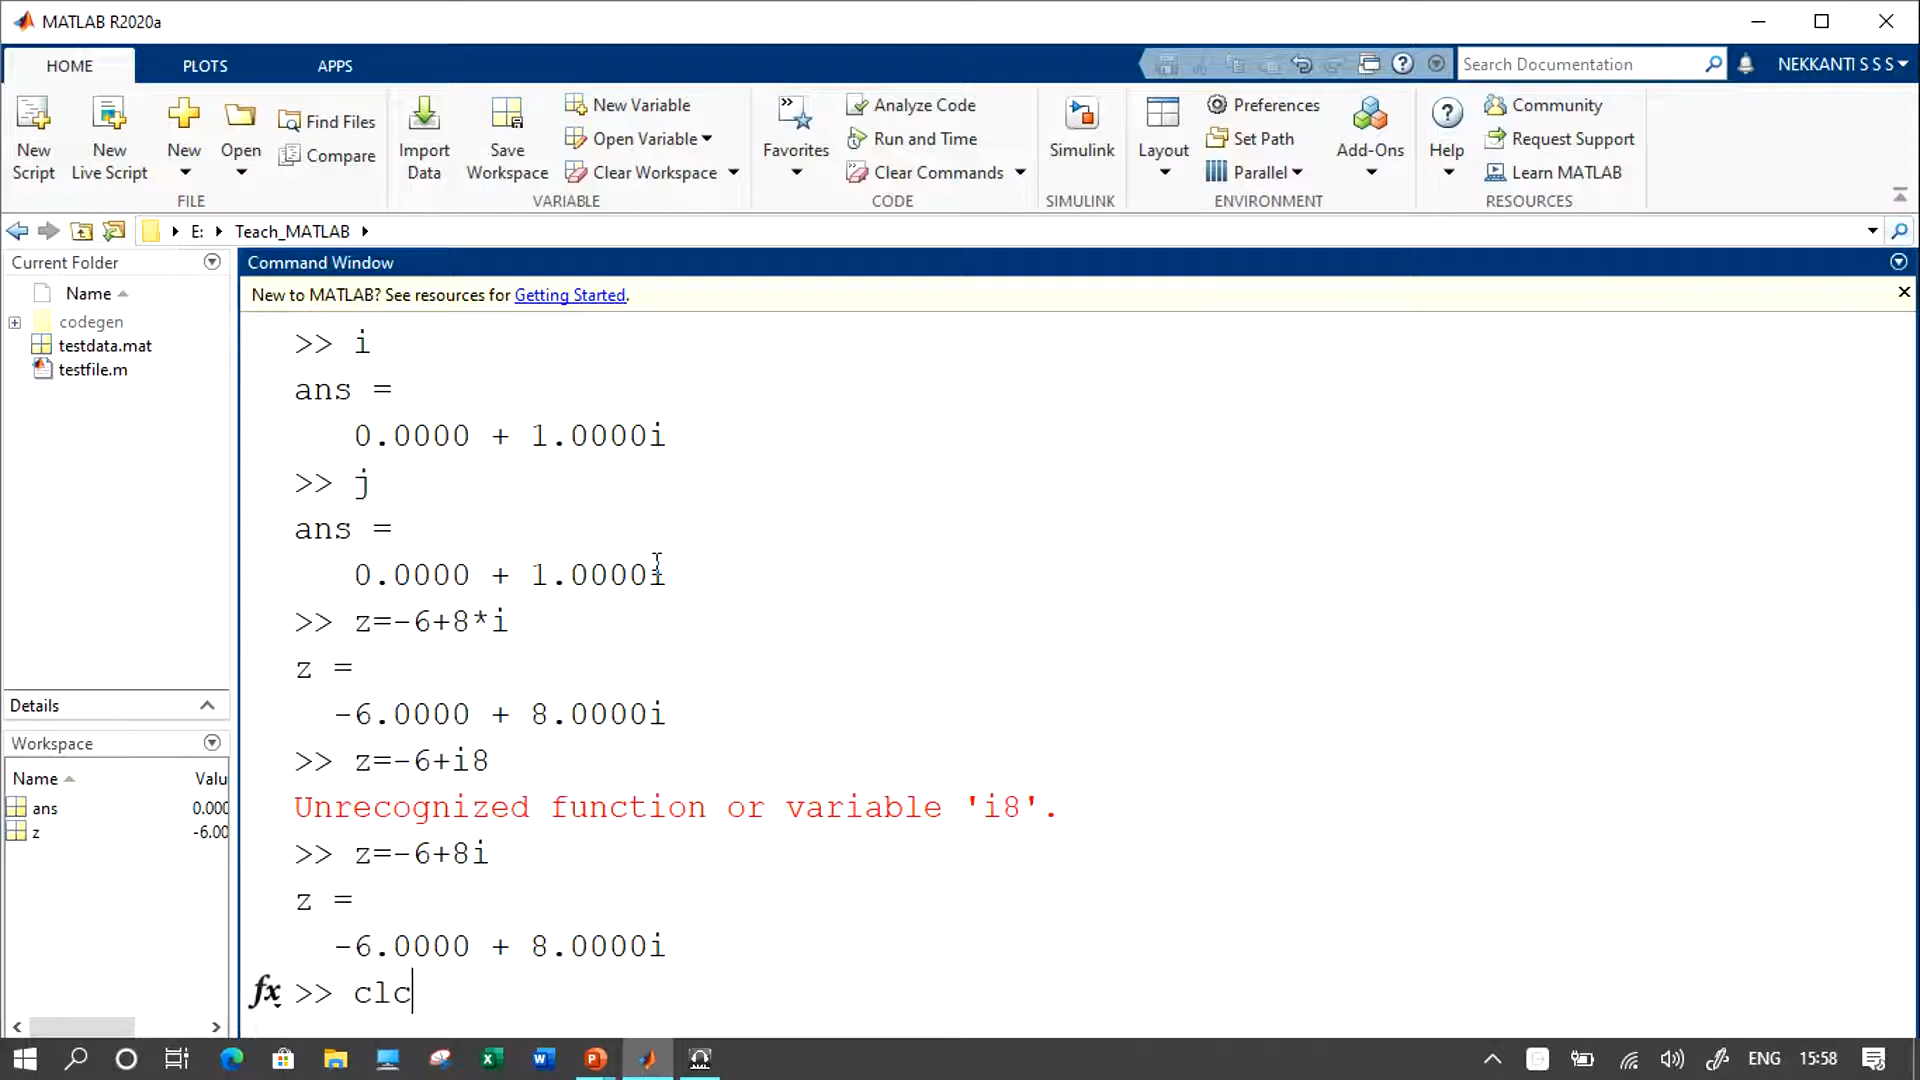 MATLAB R2020a
HOME
PLOTS
APPS
Search Documentation
NEKKANTI S S S
New Script
New Live Script
New
Open
Find Files
Compare
FILE
Import Data
Save Workspace
New Variable
Open Variable
Clear Workspace
VARIABLE
Favorites
Analyze Code
Run and Time
Clear Commands
CODE
Simulink
SIMULINK
Layout
Preferences
Set Path
Parallel
Add-Ons
ENVIRONMENT
Help
Community
Request Support
Learn MATLAB
RESOURCES
E:
Teach_MATLAB
Current Folder
Name
codegen
testdata.mat
testfile.m
Details
Workspace
Name Valu
ans 0.000
z -6.00
Command Window
New to MATLAB? See resources for Getting Started.
>> i
ans =
0.0000 + 1.0000i
>> j
ans =
0.0000 + 1.0000i
>> z=-6+8*i
z =
-6.0000 + 8.0000i
>> z=-6+i8
Unrecognized function or variable 'i8'.
>> z=-6+8i
z =
-6.0000 + 8.0000i
fx >> clc
ENG 15:58